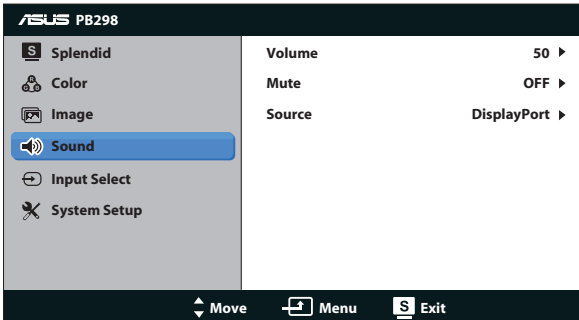 ASUS PB298
S Splendid
Color
Image
Sound
Input Select
System Setup
Volume 50
Mute OFF
Source DisplayPort
Move Menu S Exit